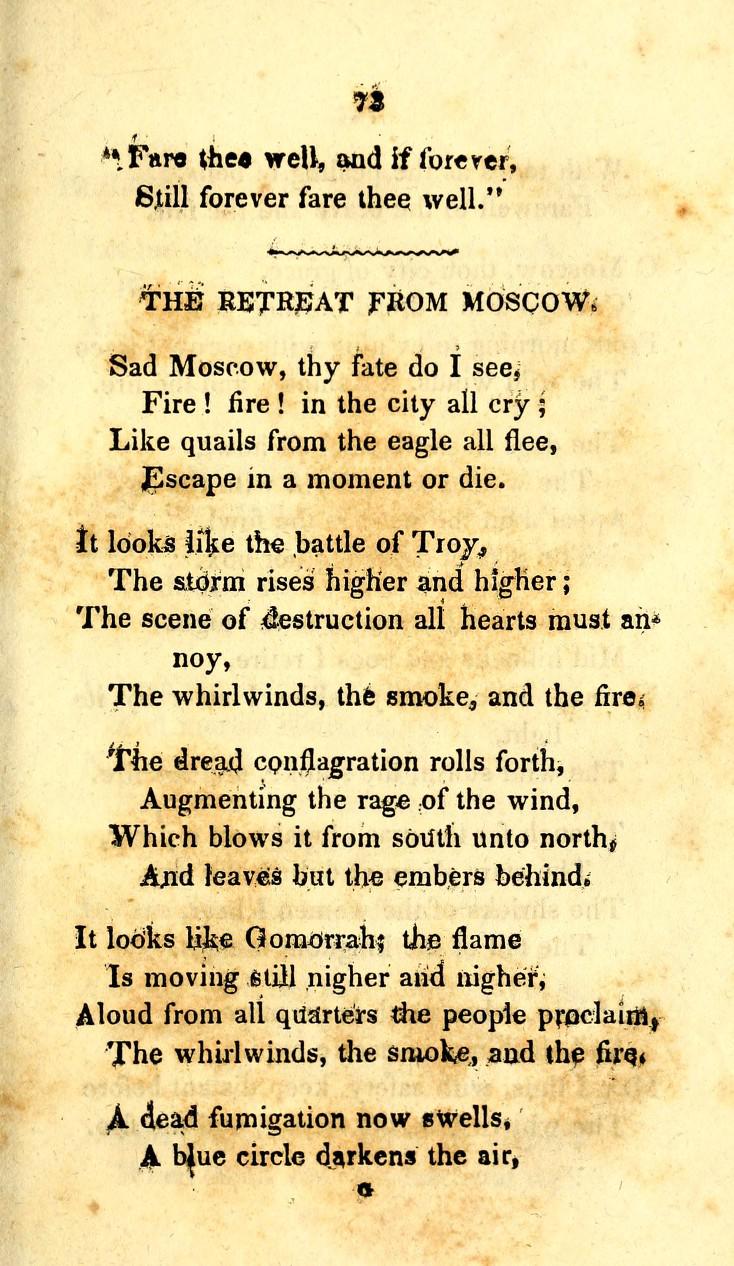 73
"Fare thee well, and if forever,
Still forever fare thee well."
THE RETREAT FROM MOSCOW.
Sad Moscow, thy fate do I see,
Fire ! fire ! in the city all cry ;
Like quails from the eagle all flee,
Escape in a moment or die.
It looks like the battle of Troy,
The storm rises higher and higher ;
The scene of destruction all hearts must an-
noy,
The whirlwinds, the smoke, and the fire.
The dread conflagration rolls forth,
Augmenting the rage of the wind,
Which blows it from south unto north,
And leaves but the embers behind.
It looks like Gomorrah; the flame
Is moving still nigher and nigher,
Aloud from all quarters the people proclaim,
The whirlwinds, the smoke, and the fire.
A dead fumigation now swells,
A blue circle darkens the air,
G